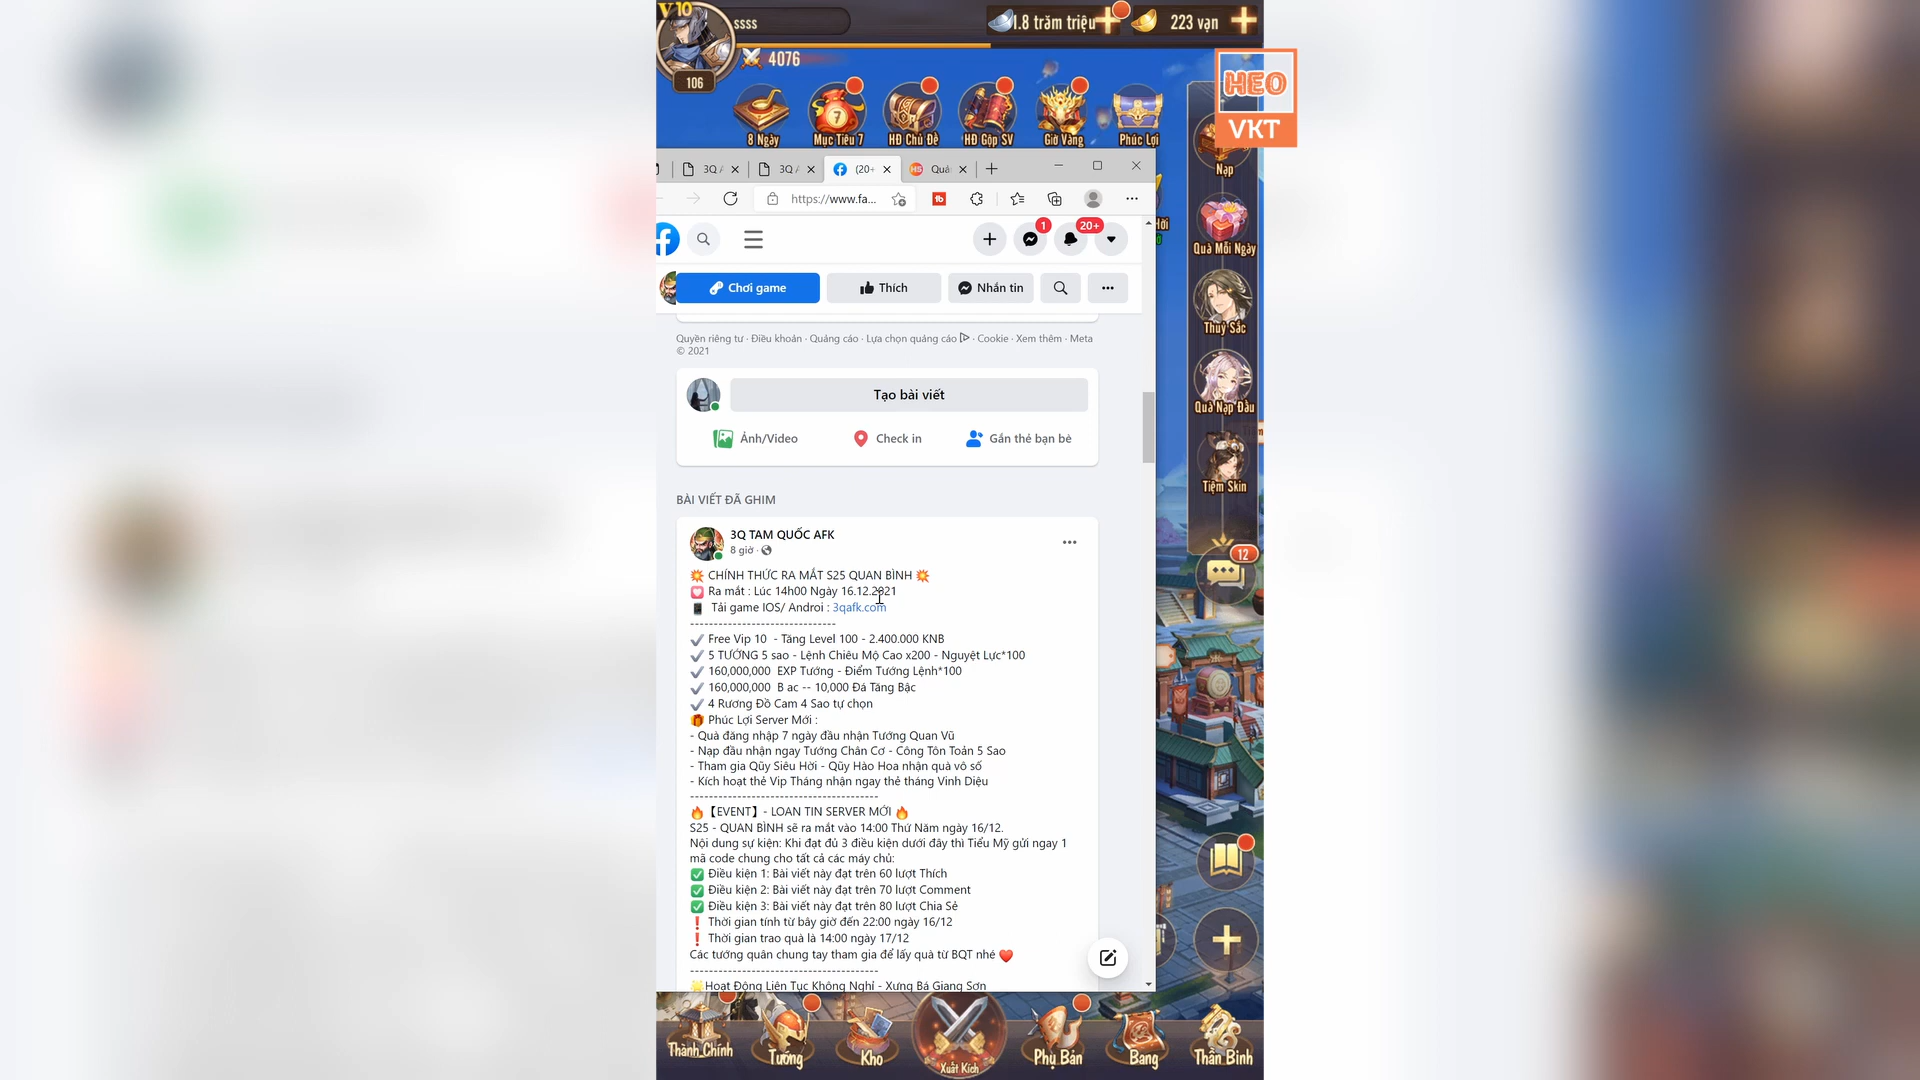 V10
ssss
1.8 trăm triệu
223 vạn
4076
106
8 Ngày
Mục Tiêu 7
HĐ Chủ Đề
HĐ Gộp SV
Giờ Vàng
Phúc Lợi
HEO
VKT
Nạp
Quà Mỗi Ngày
Thuỷ Sắc
Quà Nạp Đầu
Tiệm Skin
12
3Q A
3Q A
(20+
Quà
https://www.fa...
1
20+
Chơi game
Thích
Nhắn tin
Quyền riêng tư · Điều khoản · Quảng cáo · Lựa chọn quảng cáo · Cookie · Xem thêm · Meta
© 2021
Tạo bài viết
Ảnh/Video
Check in
Gắn thẻ bạn bè
BÀI VIẾT ĐÃ GHIM
3Q TAM QUỐC AFK
8 giờ ·
💥 CHÍNH THỨC RA MẮT S25 QUAN BÌNH 💥
💟 Ra mắt : Lúc 14h00 Ngày 16.12.2021
📱 Tải game IOS/ Androi : 3qafk.com
------------------------------
✔ Free Vip 10 - Tăng Level 100 - 2.400.000 KNB
✔ 5 TƯỚNG 5 sao - Lệnh Chiêu Mộ Cao x200 - Nguyệt Lực*100
✔ 160,000,000 EXP Tướng - Điểm Tướng Lệnh*100
✔ 160,000,000 B ac -- 10,000 Đá Tăng Bậc
✔ 4 Rương Đồ Cam 4 Sao tự chọn
🎁 Phúc Lợi Server Mới :
- Quà đăng nhập 7 ngày đầu nhận Tướng Quan Vũ
- Nạp đầu nhận ngay Tướng Chân Cơ - Công Tôn Toản 5 Sao
- Tham gia Qũy Siêu Hời - Qũy Hào Hoa nhận quà vô số
- Kích hoạt thẻ Vip Tháng nhận ngay thẻ tháng Vinh Diệu
---------------------------------------
🔥【EVENT】- LOAN TIN SERVER MỚI 🔥
S25 - QUAN BÌNH sẽ ra mắt vào 14:00 Thứ Năm ngày 16/12.
Nội dung sự kiện: Khi đạt đủ 3 điều kiện dưới đây thì Tiểu Mỹ gửi ngay 1
mã code chung cho tất cả các máy chủ:
✅ Điều kiện 1: Bài viết này đạt trên 60 lượt Thích
✅ Điều kiện 2: Bài viết này đạt trên 70 lượt Comment
✅ Điều kiện 3: Bài viết này đạt trên 80 lượt Chia Sẻ
❗ Thời gian tính từ bây giờ đến 22:00 ngày 16/12
❗ Thời gian trao quà là 14:00 ngày 17/12
Các tướng quân chung tay tham gia để lấy quà từ BQT nhé ❤️
---------------------------------------
🌟Hoạt Động Liên Tục Không Nghỉ - Xưng Bá Giang Sơn
Thành Chính
Tướng
Kho
Xuất Kích
Phụ Bản
Bang
Thần Binh